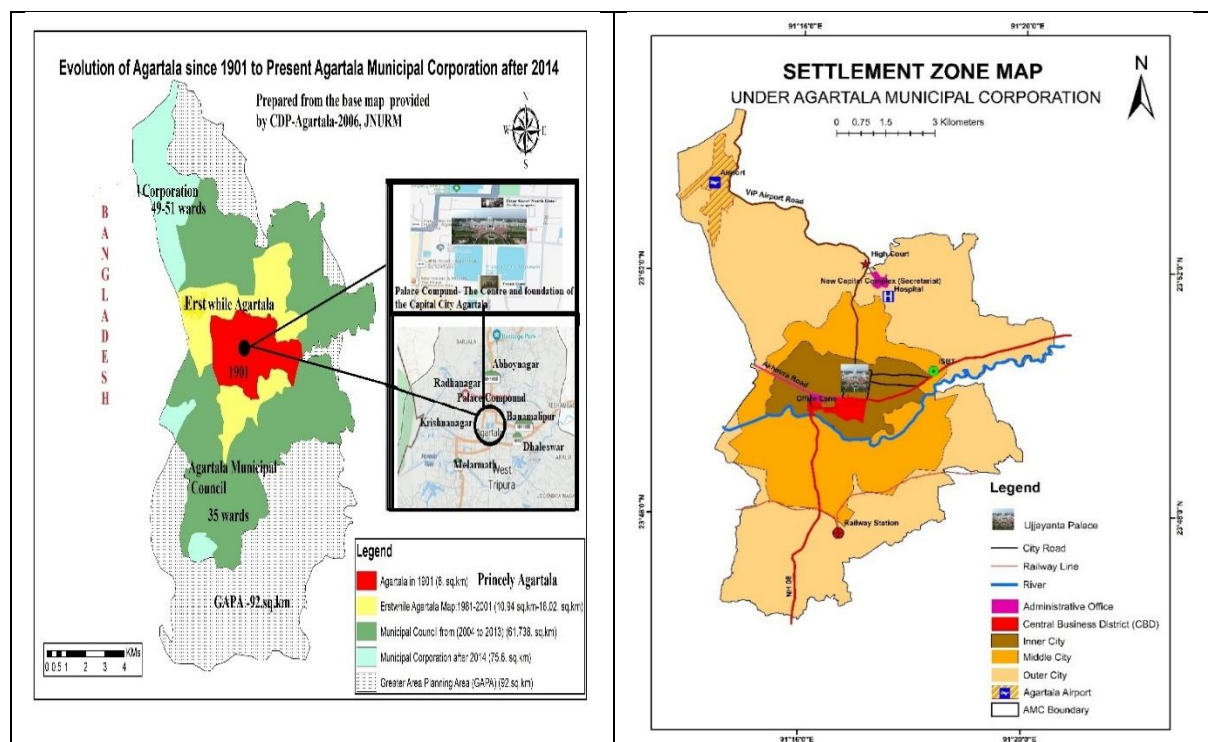 Evolution of Agartala since 1901 to Present Agartala Municipal Corporation after 2014
Prepared from the base map provided
by CDP-Agartala-2006, JNURM
N
W
E
S
Corporation
49-51 wards
BANGLADESH
Erstwhile Agartala
1901
Agartala Municipal
Council
35 wards
GAPA -92.sq.km
Palace Compund- The Centre and foundation of
the Capital City Agartala
Heritage Park
Abhoynagar
Radhanagar
Palace Compound
Krishnanagar
Banamalipur
Agartala
Dhaleswar
Melarmath
West
Tripura
Legend
Agartala in 1901 (8. sq.km) Princely Agartala
Erstwhile Agartala Map:1981-2001 (10.94 sq.km-16.02. sq.km)
Municipal Council from (2004 to 2013) (61.738. sq.km)
Municipal Corporation after 2014 (75.6. sq.km)
Greater Area Planning Area (GAPA) (92.sq.km)
KMs
0 0.5 1 2 3 4
91°16'0"E
91°20'0"E
SETTLEMENT ZONE MAP
UNDER AGARTALA MUNICIPAL CORPORATION
0 0.75 1.5 3 Kilometers
N
Airport
VIP Airport Road
High Court
New Capital Complex (Secretariat)
H
Hospital
23°52'0"N
23°52'0"N
ISBT
Akhaura Road
Office Lane
Railway Station
NH 08
23°48'0"N
23°48'0"N
Legend
Ujjayanta Palace
City Road
Railway Line
River
Administrative Office
Central Business District (CBD)
Inner City
Middle City
Outer City
Agartala Airport
AMC Boundary
91°16'0"E
91°20'0"E